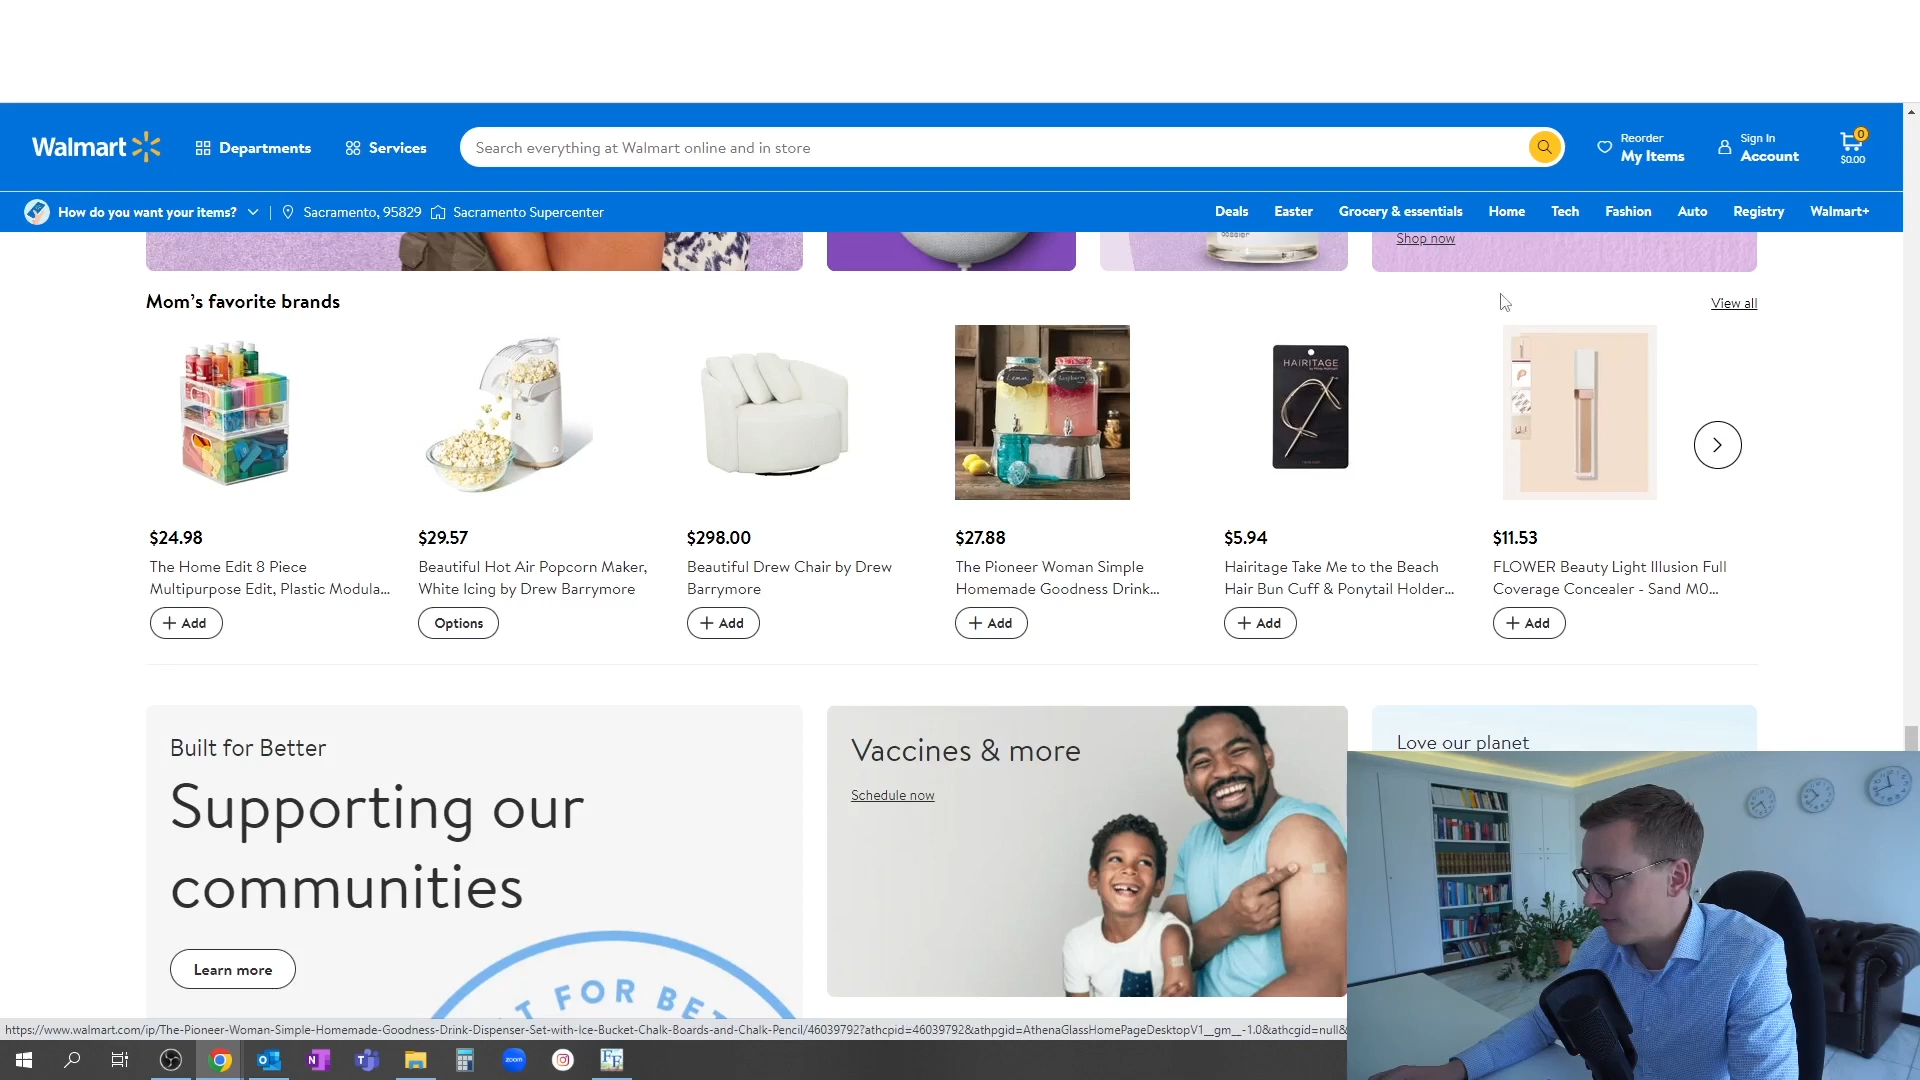 Walmart
Departments
Services
Search everything at Walmart online and in store
Reorder
My Items
Sign In
Account
0
$0.00
How do you want your items?
Sacramento, 95829
Sacramento Supercenter
Deals
Easter
Grocery & essentials
Home
Tech
Fashion
Auto
Registry
Walmart+
Shop now
Mom's favorite brands
View all
HAIRITAGE
$24.98
The Home Edit 8 Piece
Multipurpose Edit, Plastic Modula...
Add
$29.57
Beautiful Hot Air Popcorn Maker,
White Icing by Drew Barrymore
Options
$298.00
Beautiful Drew Chair by Drew
Barrymore
Add
$27.88
The Pioneer Woman Simple
Homemade Goodness Drink...
Add
$5.94
Hairitage Take Me to the Beach
Hair Bun Cuff & Ponytail Holder...
Add
$11.53
FLOWER Beauty Light Illusion Full
Coverage Concealer - Sand M0...
Add
Built for Better
Supporting our
communities
Learn more
T FOR BET
Vaccines & more
Schedule now
Love our planet
https://www.walmart.com/ip/The-Pioneer-Woman-Simple-Homemade-Goodness-Drink-Dispenser-Set-with-Ice-Bucket-Chalk-Boards-and-Chalk-Pencil/46039792?athcpid=46039792&athpgid=AthenaGlassHomePageDesktopV1__gm__-1.0&athcgid=null&
zoom
FE